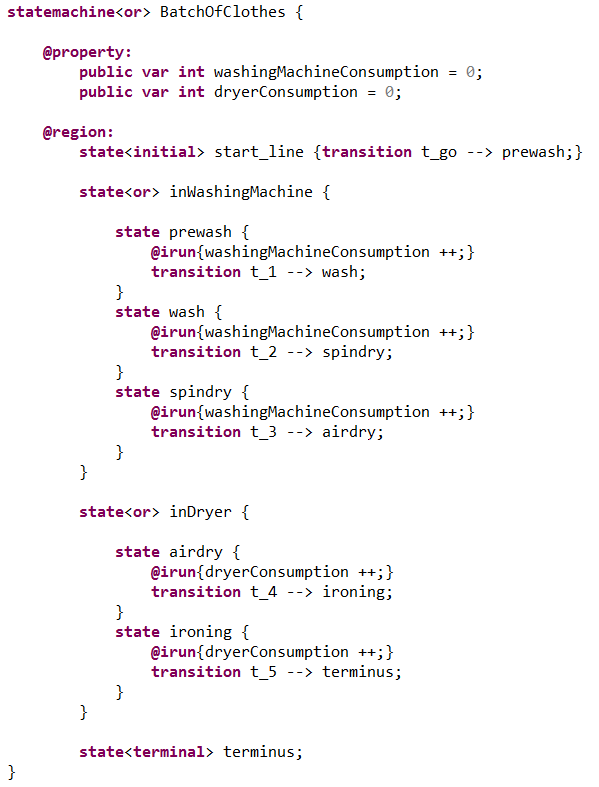 statemachine<or> BatchOfClothes {
@property:
public var int washingMachineConsumption = 0;
public var int dryerConsumption = 0;
@region:
state<initial> start_line {transition t_go --> prewash;}
state<or> inWashingMachine {
state prewash {
@irun{washingMachineConsumption ++;}
transition t_1 --> wash;
}
state wash {
@irun{washingMachineConsumption ++;}
transition t_2 --> spindry;
}
state spindry {
@irun{washingMachineConsumption ++;}
transition t_3 --> airdry;
}
}
state<or> inDryer {
state airdry {
@irun{dryerConsumption ++;}
transition t_4 --> ironing;
}
state ironing {
@irun{dryerConsumption ++;}
transition t_5 --> terminus;
}
}
state<terminal> terminus;
}